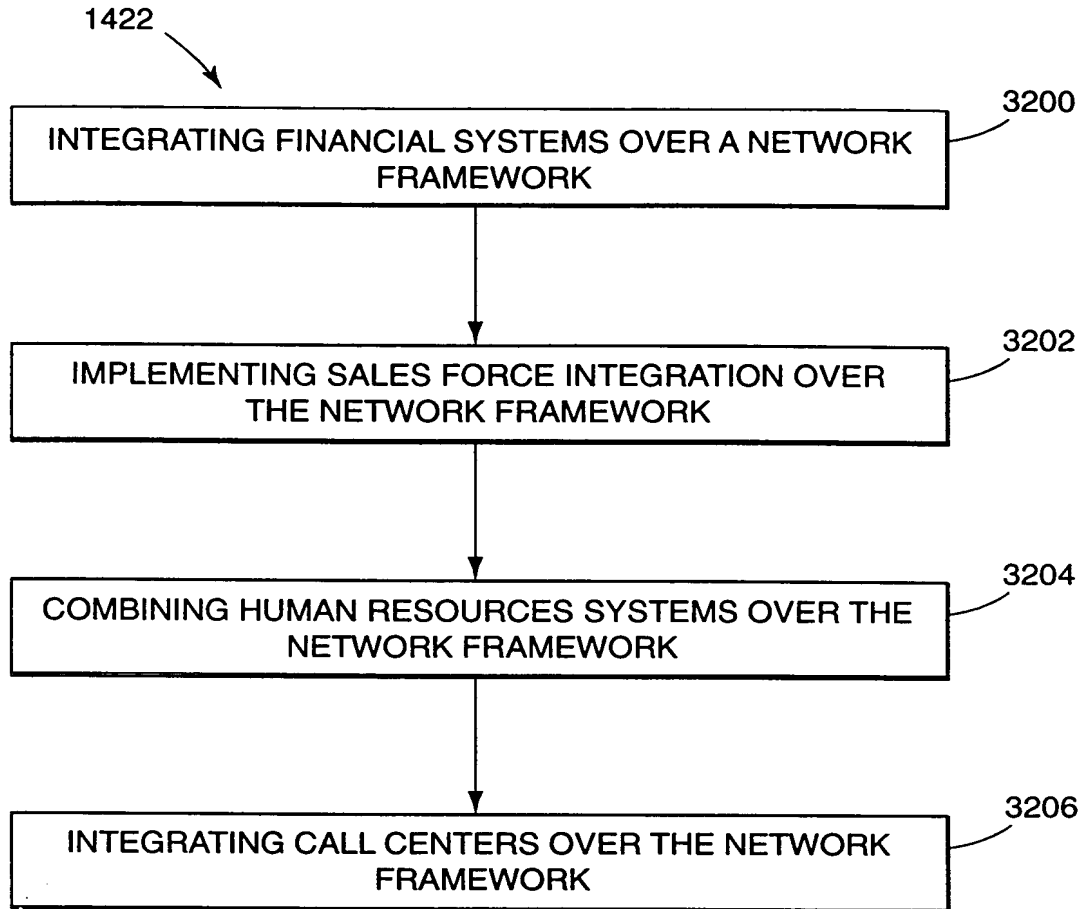 1422
3200
INTEGRATING FINANCIAL SYSTEMS OVER A NETWORK
FRAMEWORK
3202
IMPLEMENTING SALES FORCE INTEGRATION OVER
THE NETWORK FRAMEWORK
3204
COMBINING HUMAN RESOURCES SYSTEMS OVER THE
NETWORK FRAMEWORK
3206
INTEGRATING CALL CENTERS OVER THE NETWORK
FRAMEWORK